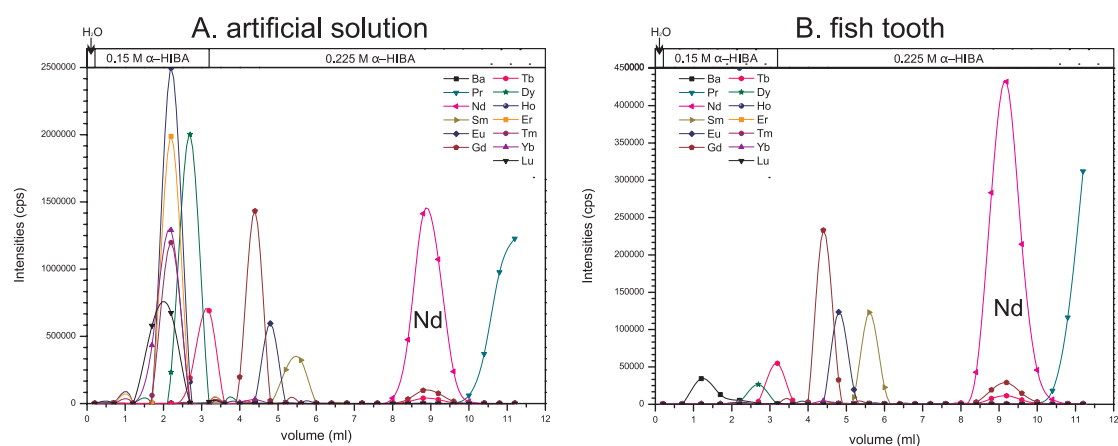 A. artificial solution
H₂O
0.15 M α–HIBA
0.225 M α–HIBA
2500000
2000000
1500000
1000000
500000
0
Intensities (cps)
Ba
Pr
Nd
Sm
Eu
Gd
Tb
Dy
Ho
Er
Tm
Yb
Lu
Nd
0 1 2 3 4 5 6 7 8 9 10 11 12
volume (ml)
B. fish tooth
H₂O
0.15 M α–HIBA
0.225 M α–HIBA
450000
400000
350000
300000
250000
200000
150000
100000
50000
0
Intensities (cps)
Ba
Pr
Nd
Sm
Eu
Gd
Tb
Dy
Ho
Er
Tm
Yb
Lu
Nd
0 1 2 3 4 5 6 7 8 9 10 11 12
volume (ml)